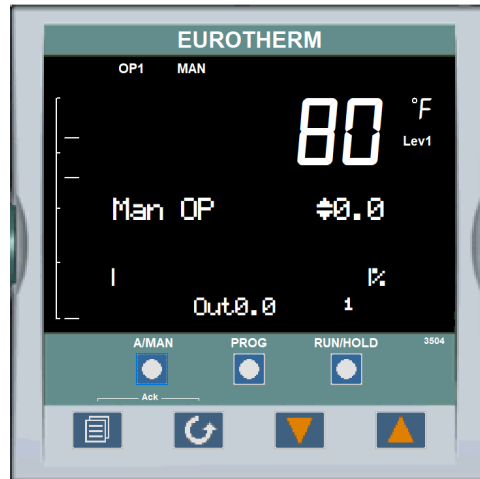 EUROTHERM
OP1 MAN
80 °F
Lev1
Man OP 0.0
%
Out0.0 1
A/MAN PROG RUN/HOLD 3504
Ack